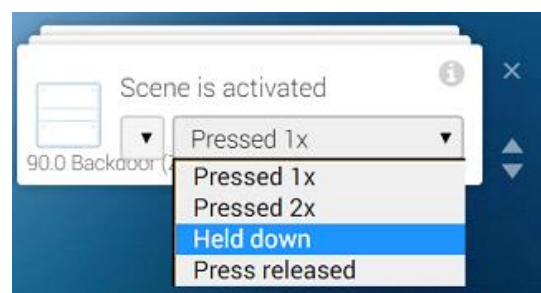 Scene is activated
Pressed 1x
90.0 Backdoor (
Pressed 1x
Pressed 2x
Held down
Press released